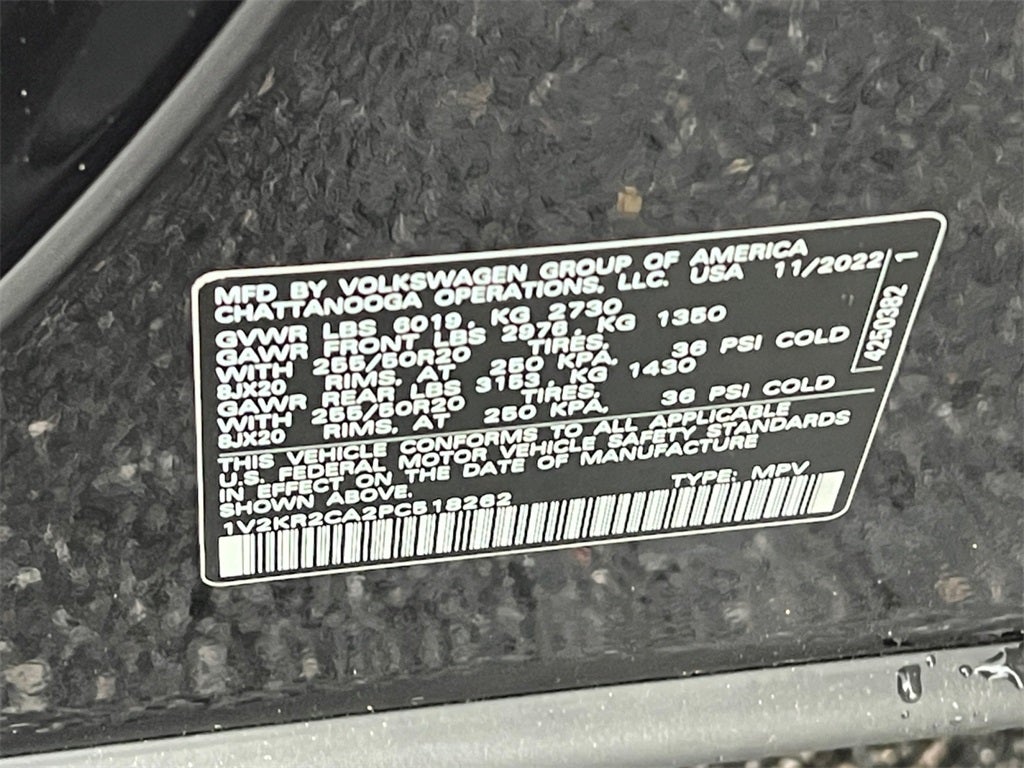 MFD BY VOLKSWAGEN GROUP OF AMERICA
CHATTANOOGA OPERATIONS, LLC. USA 11/2022
GVWR LBS 6019, KG 2730
GAWR FRONT LBS 2976, KG 1350
WITH 255/50R20 TIRES,
8JX20 RIMS, AT 250 KPA, 36 PSI COLD
GAWR REAR LBS 3153, KG 1430
WITH 255/50R20 TIRES,
8JX20 RIMS, AT 250 KPA, 36 PSI COLD
THIS VEHICLE CONFORMS TO ALL APPLICABLE
U.S. FEDERAL MOTOR VEHICLE SAFETY STANDARDS
IN EFFECT ON THE DATE OF MANUFACTURE
SHOWN ABOVE.
1V2KR2CA2PC518262 TYPE: MPV
4250382 1